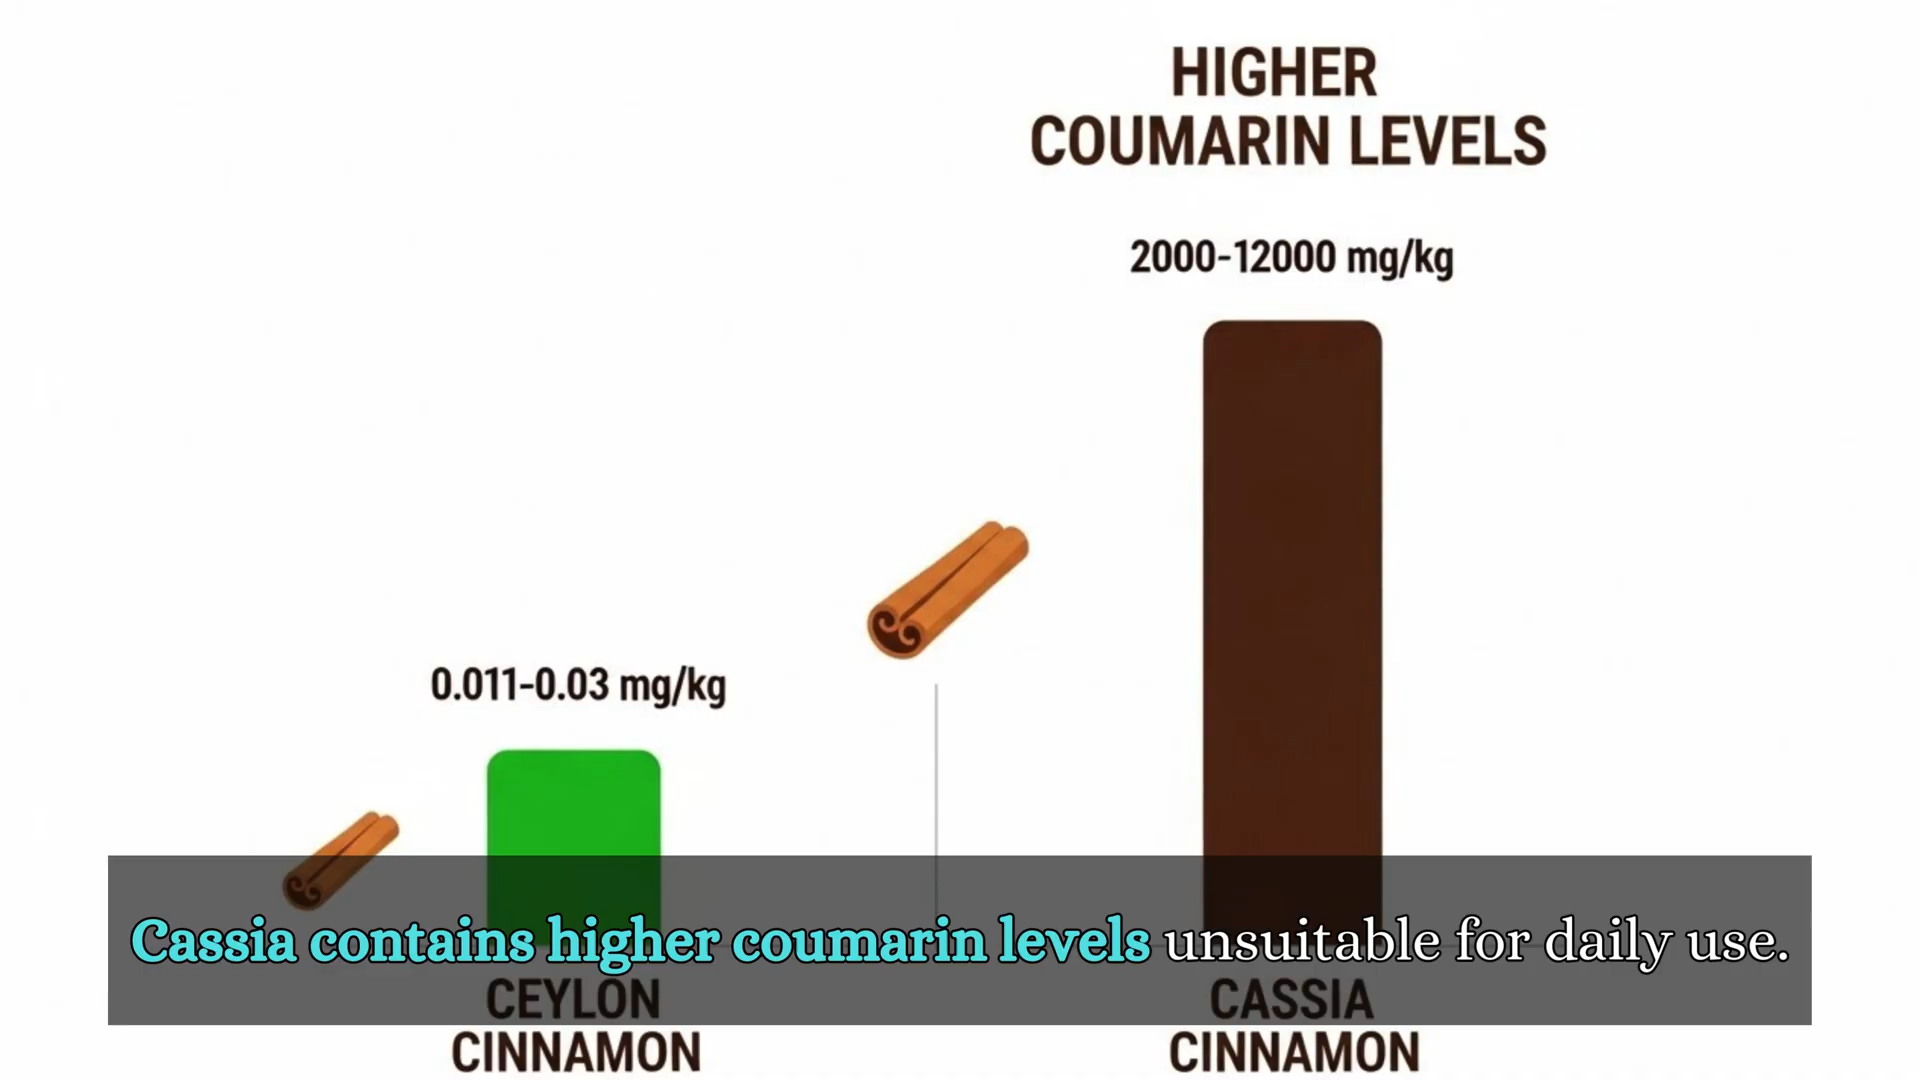 HIGHER
COUMARIN LEVELS
2000-12000 mg/kg
0.011-0.03 mg/kg
Cassia contains higher coumarin levels unsuitable for daily use.
CEYLON
CINNAMON
CASSIA
CINNAMON